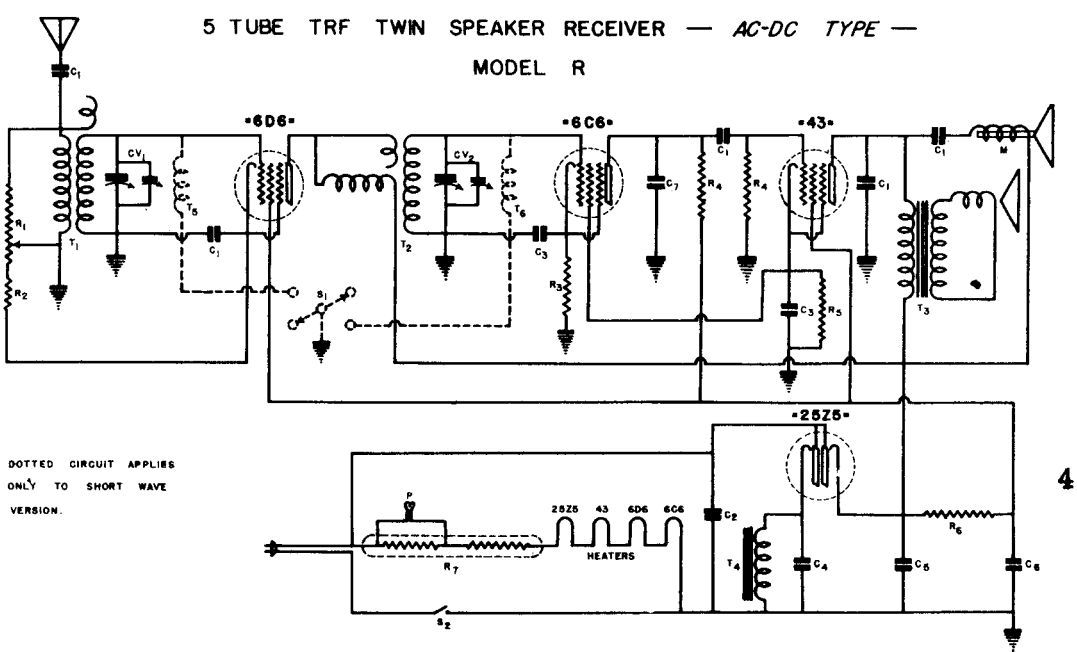 5 TUBE TRF TWIN SPEAKER RECEIVER — AC-DC TYPE —
MODEL R
C1
"6D6"
"6C6"
"43"
CV1
CV2
C1
C1
M
R1
T1
T5
C1
T2
T6
C3
C7
R4
R4
C1
R2
S1
R3
C3
R5
T3
"25Z5"
DOTTED CIRCUIT APPLIES
ONLY TO SHORT WAVE
VERSION.
4
P
25Z5 43 6D6 6C6
HEATERS
R7
C2
T4
C4
R6
C5
C6
S2